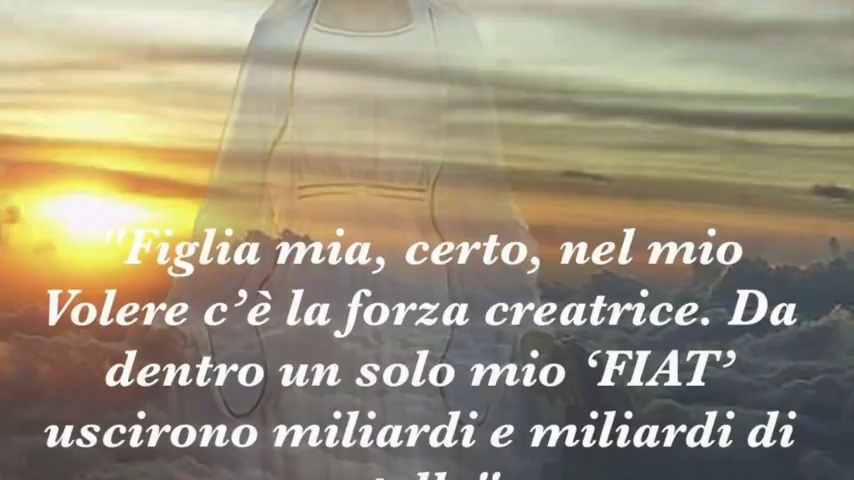 "Figlia mia, certo, nel mio
Volere c’è la forza creatrice. Da
dentro un solo mio ‘FIAT’
uscirono miliardi e miliardi di